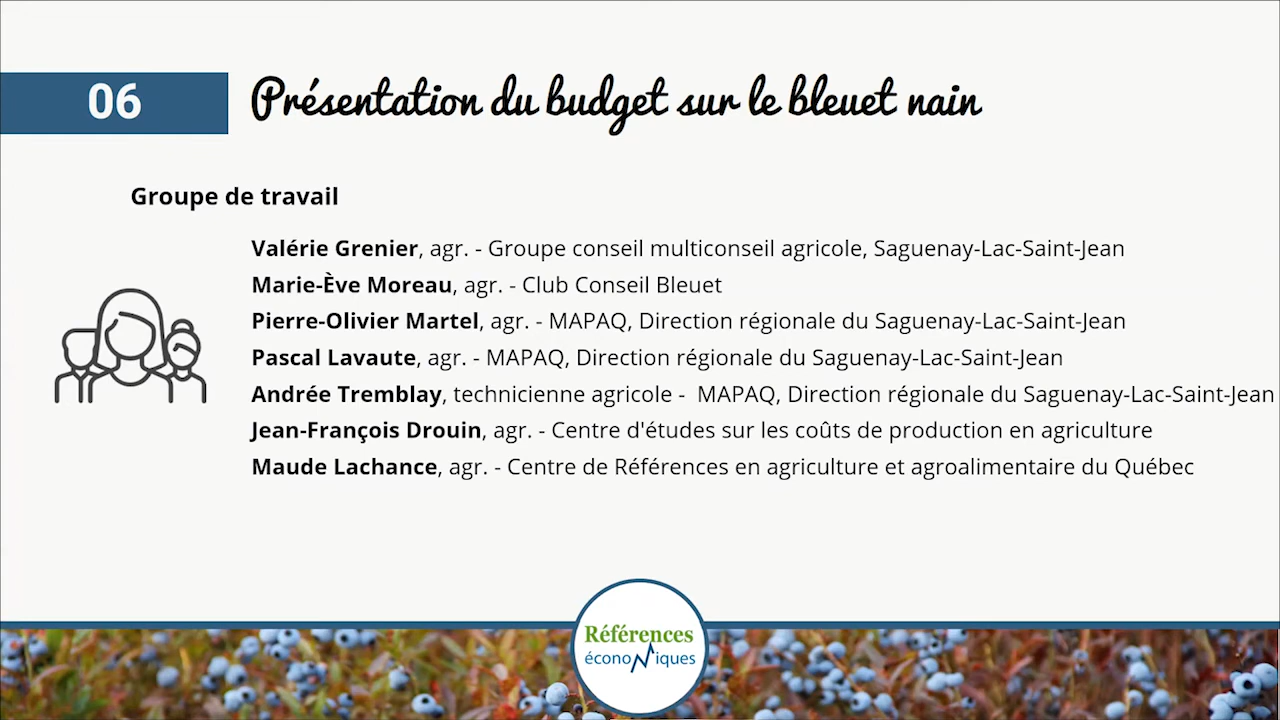 06
Présentation du budget sur le bleuet nain
Groupe de travail
Valérie Grenier, agr. - Groupe conseil multiconseil agricole, Saguenay-Lac-Saint-Jean
Marie-Ève Moreau, agr. - Club Conseil Bleuet
Pierre-Olivier Martel, agr. - MAPAQ, Direction régionale du Saguenay-Lac-Saint-Jean
Pascal Lavaute, agr. - MAPAQ, Direction régionale du Saguenay-Lac-Saint-Jean
Andrée Tremblay, technicienne agricole - MAPAQ, Direction régionale du Saguenay-Lac-Saint-Jean
Jean-François Drouin, agr. - Centre d'études sur les coûts de production en agriculture
Maude Lachance, agr. - Centre de Références en agriculture et agroalimentaire du Québec
Références
économiques